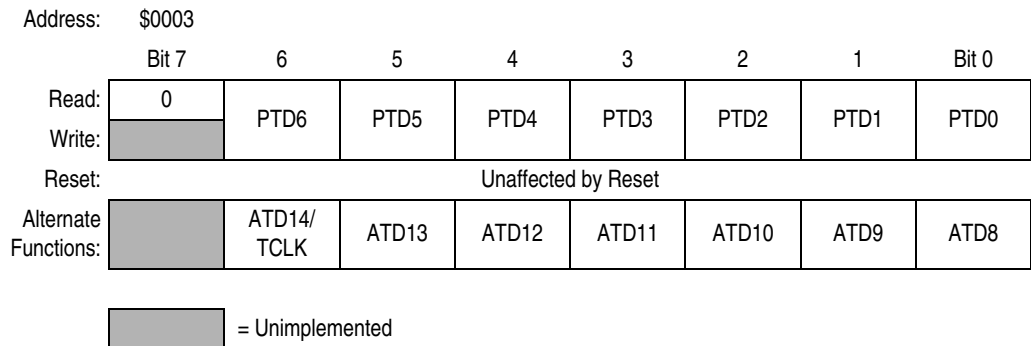 Address: $0003
Bit 7 6 5 4 3 2 1 Bit 0
Read: 0 PTD6 PTD5 PTD4 PTD3 PTD2 PTD1 PTD0
Write:
Reset: Unaffected by Reset
Alternate Functions: ATD14/ TCLK ATD13 ATD12 ATD11 ATD10 ATD9 ATD8
= Unimplemented